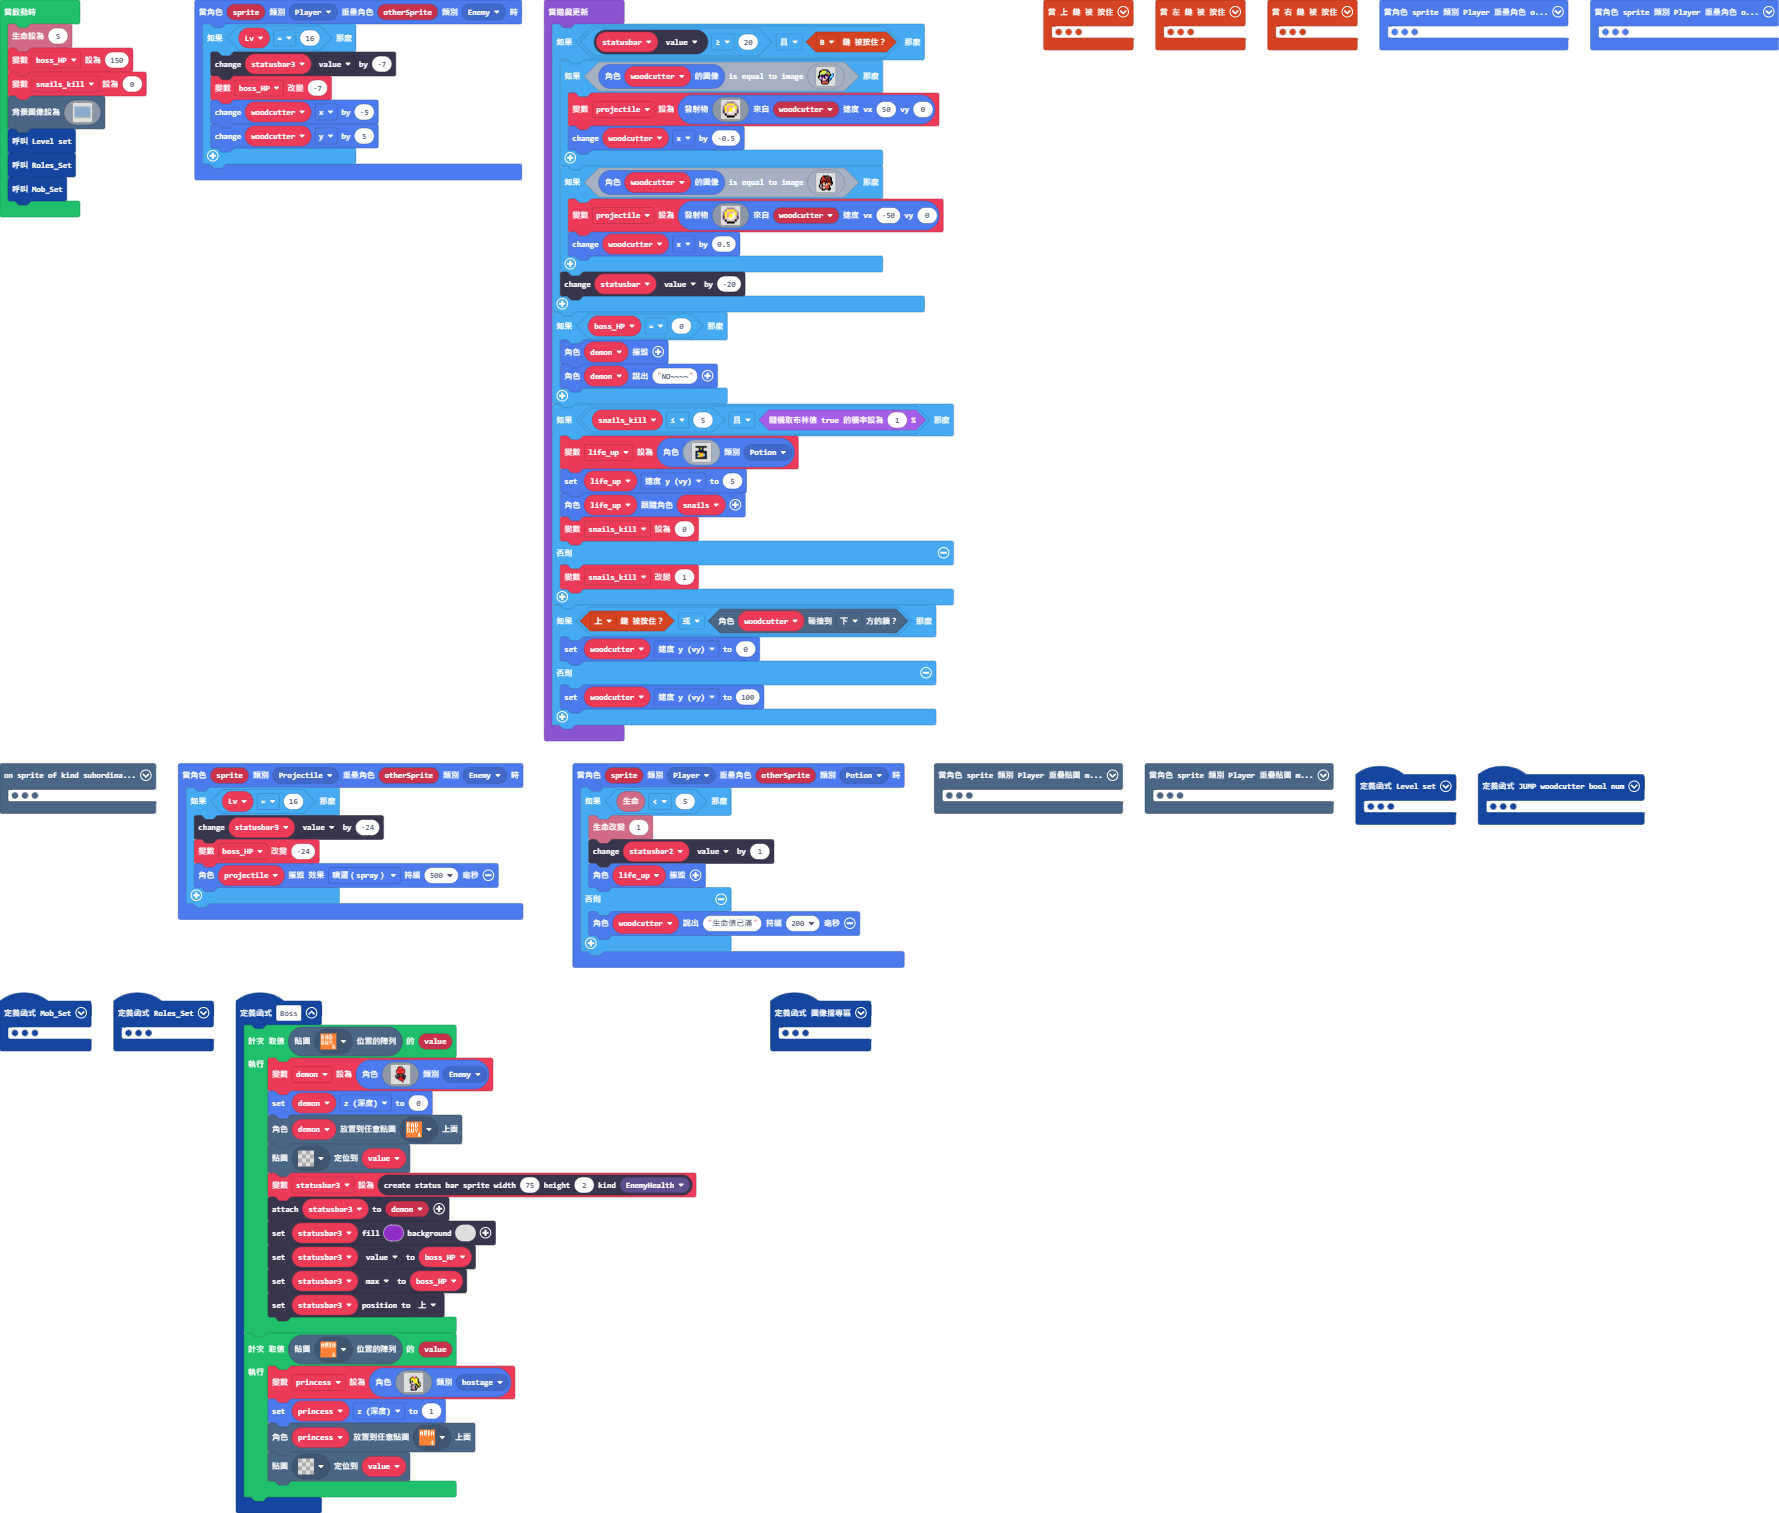 當啟動時
生命設為 5
變數 boss_HP 設為 150
變數 snails_kill 設為 0
背景圖像設為
呼叫 Level set
呼叫 Roles_Set
呼叫 Mob_Set
當角色 sprite 類別 Player 重疊角色 otherSprite 類別 Enemy 時
如果 Lv = 16 那麼
change statusbar3 value by -7
變數 boss_HP 改變 -7
change woodcutter x by -5
change woodcutter y by 5
當遊戲更新
如果 statusbar value ≥ 20 且 B 鍵 被按住? 那麼
如果 角色 woodcutter 的圖像 is equal to image 那麼
變數 projectile 設為 發射物 來自 woodcutter 速度 vx 50 vy 0
change woodcutter x by -0.5
如果 角色 woodcutter 的圖像 is equal to image 那麼
變數 projectile 設為 發射物 來自 woodcutter 速度 vx -50 vy 0
change woodcutter x by 0.5
change statusbar value by -20
如果 boss_HP = 0 那麼
角色 demon 摧毀
角色 demon 說出 "NO~~~~"
如果 snails_kill ≤ 5 且 隨機取布林值 true 的機率設為 1 % 那麼
變數 life_up 設為 角色 類別 Potion
set life_up 速度 y (vy) to 5
角色 life_up 跟隨角色 snails
變數 snails_kill 設為 0
否則
變數 snails_kill 改變 1
如果 上 鍵 被按住? 或 角色 woodcutter 碰撞到 下 方的牆? 那麼
set woodcutter 速度 y (vy) to 0
否則
set woodcutter 速度 y (vy) to 100
當 上 鍵 被 按住
當 左 鍵 被 按住
當 右 鍵 被 按住
當角色 sprite 類別 Player 重疊角色 o...
當角色 sprite 類別 Player 重疊角色 o...
on sprite of kind subordina...
當角色 sprite 類別 Projectile 重疊角色 otherSprite 類別 Enemy 時
如果 Lv = 16 那麼
change statusbar3 value by -24
變數 boss_HP 改變 -24
角色 projectile 摧毀 效果 噴灑(spray) 持續 500 毫秒
當角色 sprite 類別 Player 重疊角色 otherSprite 類別 Potion 時
如果 生命 < 5 那麼
生命改變 1
change statusbar2 value by 1
角色 life_up 摧毀
否則
角色 woodcutter 說出 "生命值已滿" 持續 200 毫秒
當角色 sprite 類別 Player 重疊貼圖 m...
當角色 sprite 類別 Player 重疊貼圖 m...
定義函式 Level set
定義函式 JUMP woodcutter bool num
定義函式 Mob_Set
定義函式 Roles_Set
定義函式 Boss
計次 取值 貼圖 BAD GUY 1 位置的陣列 的 value
執行
變數 demon 設為 角色 類別 Enemy
set demon z (深度) to 0
角色 demon 放置到任意貼圖 BAD GUY 1 上面
貼圖 定位到 value
變數 statusbar3 設為 create status bar sprite width 75 height 2 kind EnemyHealth
attach statusbar3 to demon
set statusbar3 fill background
set statusbar3 value to boss_HP
set statusbar3 max to boss_HP
set statusbar3 position to 上
計次 取值 貼圖 AREA 1 位置的陣列 的 value
執行
變數 princess 設為 角色 類別 hostage
set princess z (深度) to 1
角色 princess 放置到任意貼圖 AREA 1 上面
貼圖 定位到 value
定義函式 圖像擋專區